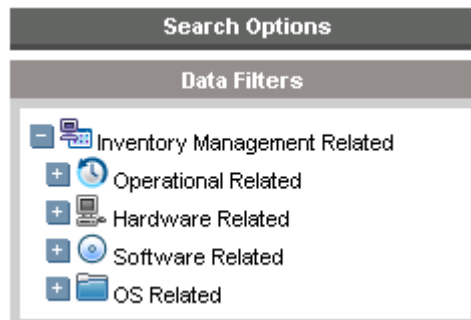 Search Options
Data Filters
Inventory Management Related
Operational Related
Hardware Related
Software Related
OS Related